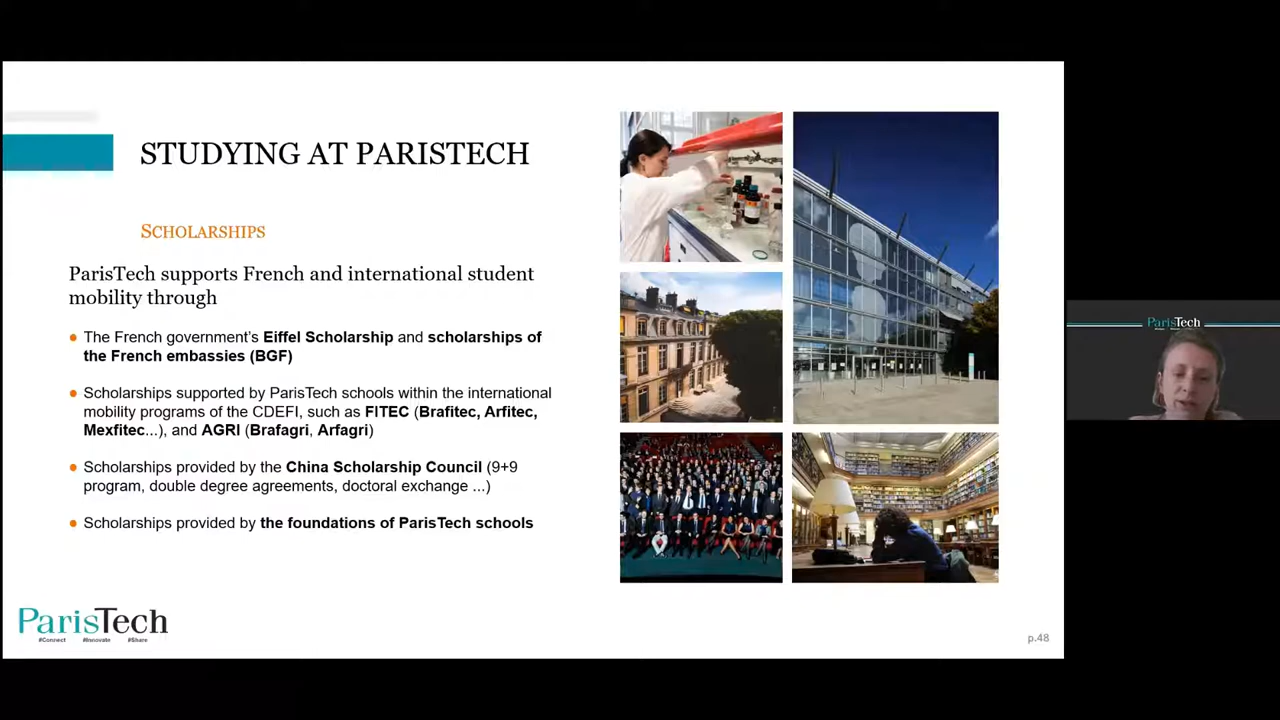 STUDYING AT PARISTECH
SCHOLARSHIPS
ParisTech supports French and international student
mobility through
● The French government's Eiffel Scholarship and scholarships of
the French embassies (BGF)
● Scholarships supported by ParisTech schools within the international
mobility programs of the CDEFI, such as FITEC (Brafitec, Arfitec,
Mexfitec...), and AGRI (Brafagri, Arfagri)
● Scholarships provided by the China Scholarship Council (9+9
program, double degree agreements, doctoral exchange ...)
● Scholarships provided by the foundations of ParisTech schools
ParisTech
#Connect #Innovate #Share
p.48
ParisTech